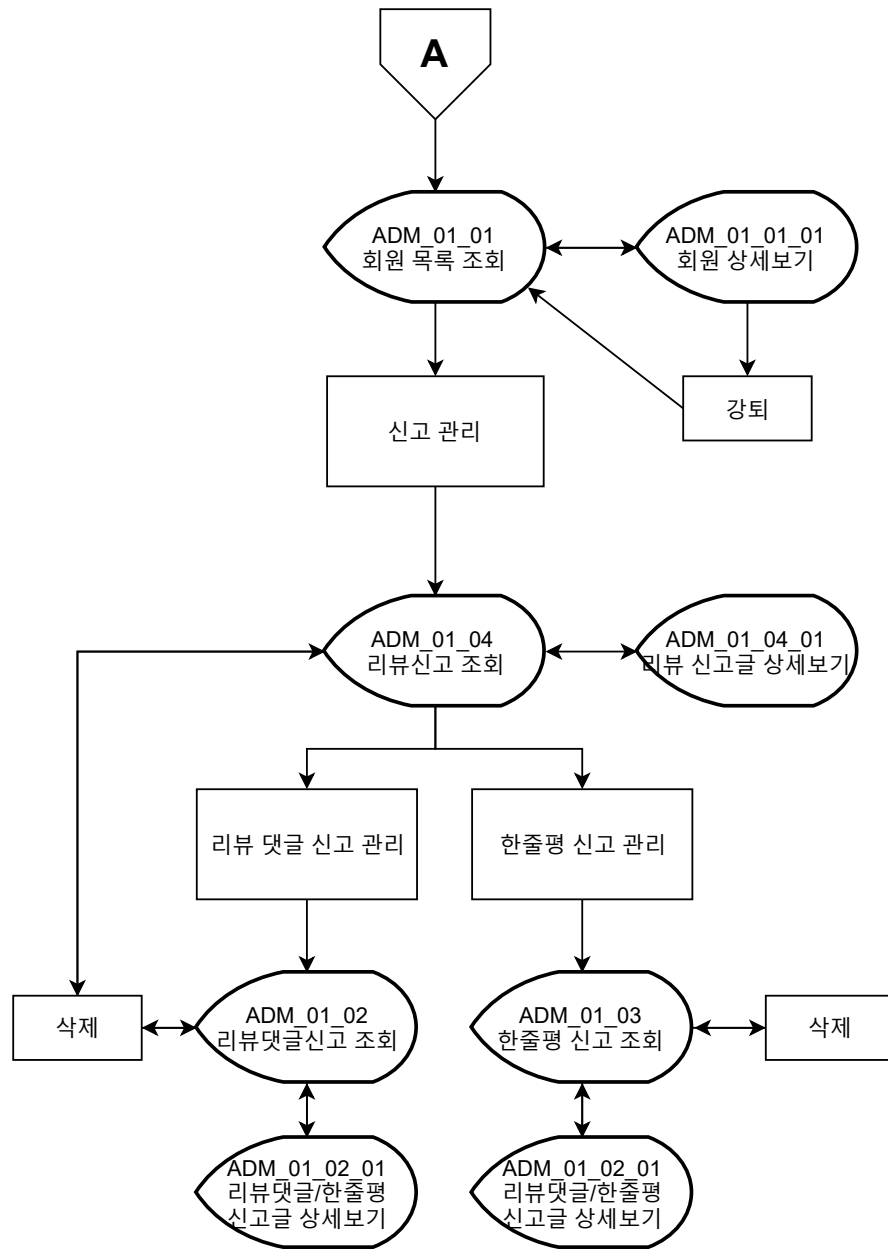 A
ADM_01_01
회원 목록 조회
ADM_01_01_01
회원 상세보기
신고 관리
강퇴
ADM_01_04
리뷰신고 조회
ADM_01_04_01
리뷰 신고글 상세보기
리뷰 댓글 신고 관리
한줄평 신고 관리
삭제
ADM_01_02
리뷰댓글신고 조회
ADM_01_03
한줄평 신고 조회
삭제
ADM_01_02_01
리뷰댓글/한줄평
신고글 상세보기
ADM_01_02_01
리뷰댓글/한줄평
신고글 상세보기